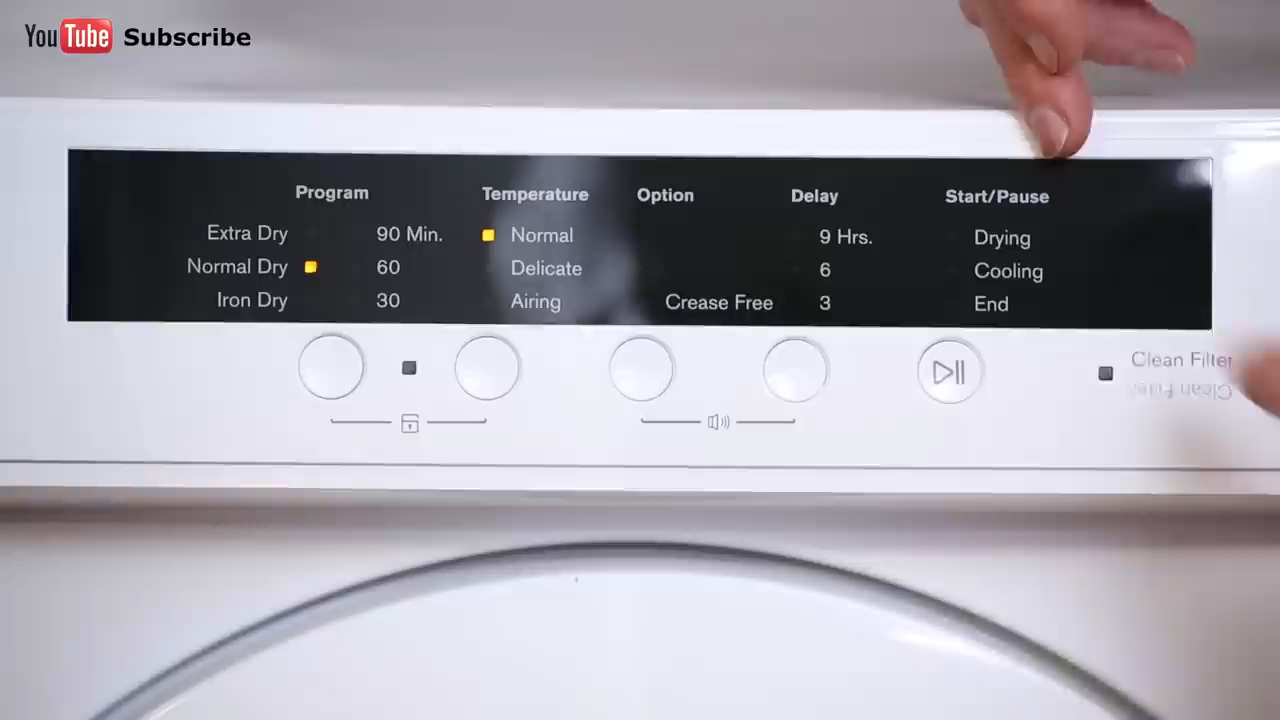 YouTube Subscribe
Program Temperature Option Delay Start/Pause
Extra Dry 90 Min. Normal 9 Hrs. Drying
Normal Dry 60 Delicate 6 Cooling
Iron Dry 30 Airing Crease Free 3 End
Clean Filter